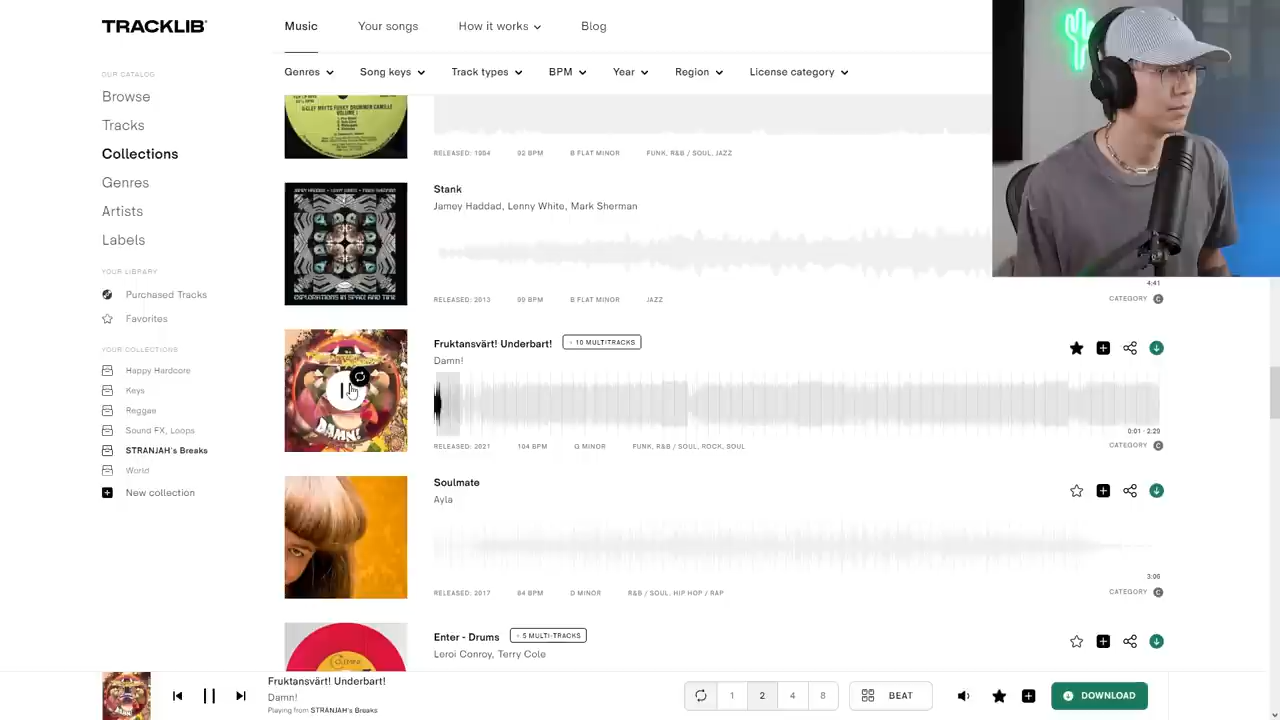 TRACKLIB
Music
Your songs
How it works
Blog
Genres
Song keys
Track types
BPM
Year
Region
License category
OUR CATALOG
Browse
Tracks
Collections
Genres
Artists
Labels
YOUR LIBRARY
Purchased Tracks
Favorites
YOUR COLLECTIONS
Happy Hardcore
Keys
Reggae
Sound FX, Loops
STRANJAH's Breaks
World
New collection
RELEASED: 1994 92 BPM B FLAT MINOR FUNK, R&B / SOUL, JAZZ
Stank
Jamey Haddad, Lenny White, Mark Sherman
EXPLORATIONS IN SPACE AND TIME
4:41
RELEASED: 2013 90 BPM B FLAT MINOR JAZZ
CATEGORY C
Fruktansvärt! Underbart!
+ 10 MULTITRACKS
Damn!
DAMN!
0:01 - 2:29
RELEASED: 2021 104 BPM G MINOR FUNK, R&B / SOUL, ROCK, SOUL
CATEGORY C
Soulmate
Ayla
3:06
RELEASED: 2017 84 BPM D MINOR R&B / SOUL, HIP HOP / RAP
CATEGORY C
Enter - Drums
+ 5 MULTI-TRACKS
Leroi Conroy, Terry Cole
Fruktansvärt! Underbart!
Damn!
Playing from STRANJAH's Breaks
1 2 4 8
BEAT
DOWNLOAD